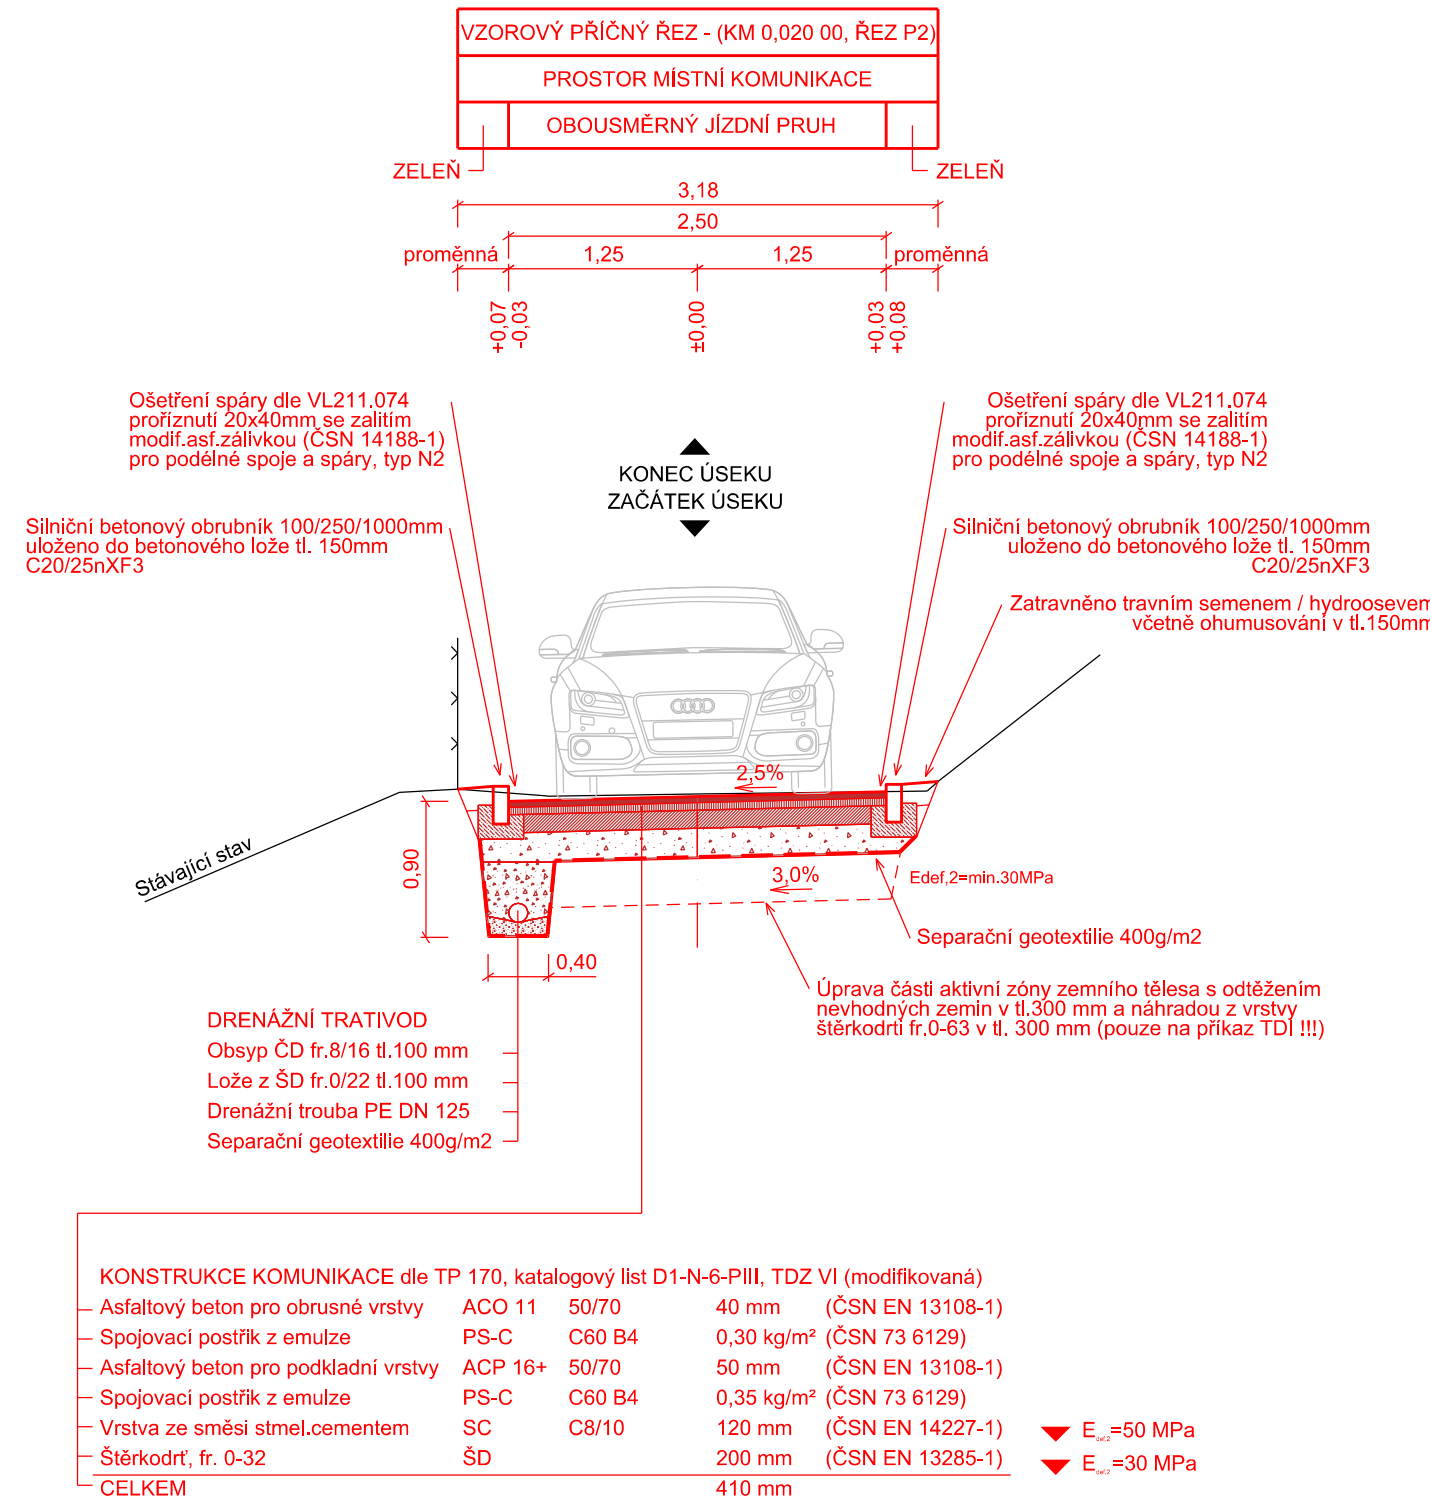 VZOROVÝ PŘÍČNÝ ŘEZ - (KM 0,020 00, ŘEZ P2)
PROSTOR MÍSTNÍ KOMUNIKACE
OBOUSMĚRNÝ JÍZDNÍ PRUH
ZELEŇ
ZELEŇ
3,18
2,50
proměnná
1,25
1,25
proměnná
+0,07
-0,03
±0,00
+0,03
+0,08
Ošetření spáry dle VL211.074
proříznutí 20x40mm se zalitím
modif.asf.zálivkou (ČSN 14188-1)
pro podélné spoje a spáry, typ N2
Ošetření spáry dle VL211.074
proříznutí 20x40mm se zalitím
modif.asf.zálivkou (ČSN 14188-1)
pro podélné spoje a spáry, typ N2
KONEC ÚSEKU
ZAČÁTEK ÚSEKU
Silniční betonový obrubník 100/250/1000mm
uloženo do betonového lože tl. 150mm
C20/25nXF3
Silniční betonový obrubník 100/250/1000mm
uloženo do betonového lože tl. 150mm
C20/25nXF3
Zatravněno travním semenem / hydroosevem
včetně ohumusování v tl.150mm
2,5%
Stávající stav
0,90
3,0%
Edef,2=min.30MPa
Separační geotextilie 400g/m2
0,40
Úprava části aktivní zóny zemního tělesa s odtěžením
nevhodných zemin v tl.300 mm a náhradou z vrstvy
štěrkodrti fr.0-63 v tl. 300 mm (pouze na příkaz TDI !!!)
DRENÁŽNÍ TRATIVOD
Obsyp ČD fr.8/16 tl.100 mm
Lože z ŠD fr.0/22 tl.100 mm
Drenážní trouba PE DN 125
Separační geotextilie 400g/m2
KONSTRUKCE KOMUNIKACE dle TP 170, katalogový list D1-N-6-PIII, TDZ VI (modifikovaná)
Asfaltový beton pro obrusné vrstvy ACO 11 50/70 40 mm (ČSN EN 13108-1)
Spojovací postřik z emulze PS-C C60 B4 0,30 kg/m² (ČSN 73 6129)
Asfaltový beton pro podkladní vrstvy ACP 16+ 50/70 50 mm (ČSN EN 13108-1)
Spojovací postřik z emulze PS-C C60 B4 0,35 kg/m² (ČSN 73 6129)
Vrstva ze směsi stmel.cementem SC C8/10 120 mm (ČSN EN 14227-1) Edef,2=50 MPa
Štěrkodrť, fr. 0-32 ŠD 200 mm (ČSN EN 13285-1) Edef,2=30 MPa
CELKEM 410 mm